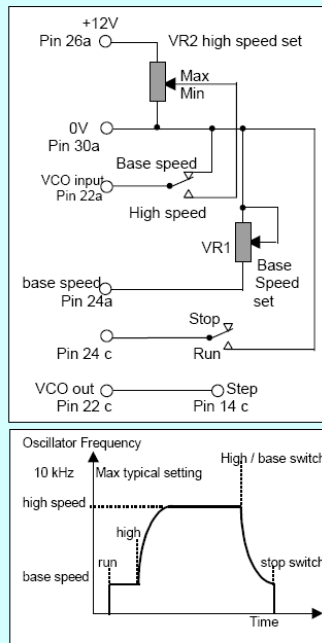 +12V
Pin 26a
VR2 high speed set
Max
Min
0V
Pin 30a
Base speed
VCO input
Pin 22a
High speed
VR1
base speed
Pin 24a
Base
Speed
set
Stop
Pin 24 c
Run
VCO out
Pin 22 c
Step
Pin 14 c
Oscillator Frequency
High / base switch
10 kHz
Max typical setting
high speed
high
run
stop switch
base speed
Time